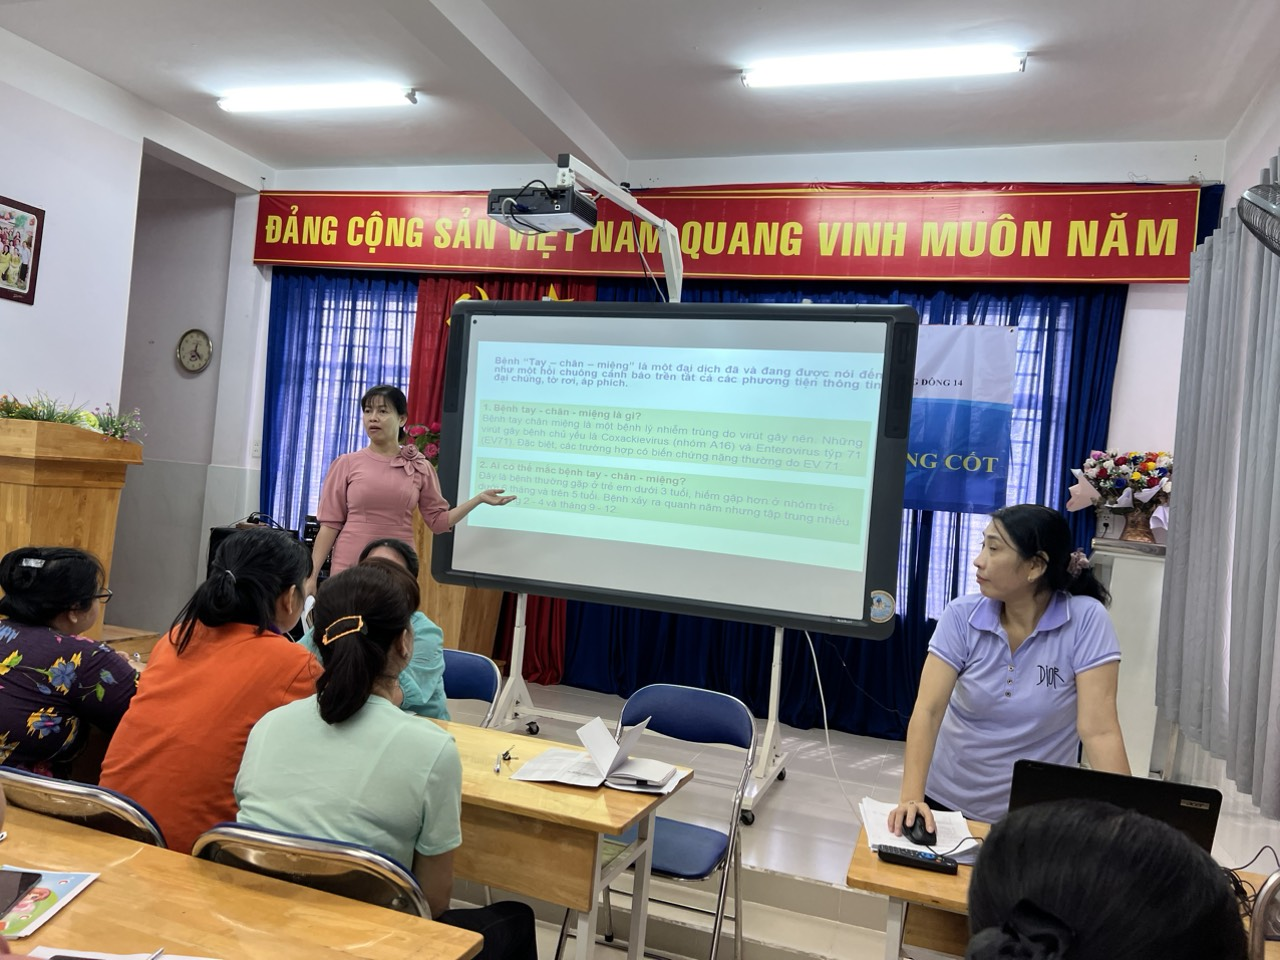 ĐẢNG CỘNG SẢN VIỆT NAM QUANG VINH MUÔN NĂM
Bệnh “Tay – chân – miệng” là một đại dịch đã và đang được nói đến
như một hồi chuông cảnh báo trên tất cả các phương tiện thông tin
đại chúng, tờ rơi, áp phích.
1. Bệnh tay - chân - miệng là gì?
Bệnh tay chân miệng là một bệnh lý nhiễm trùng do virút gây nên. Những
virút gây bệnh chủ yếu là Coxackievirus (nhóm A16) và Enterovirus týp 71
(EV71). Đặc biệt, các trường hợp có biến chứng nặng thường do EV 71.
2. Ai có thể mắc bệnh tay - chân - miệng?
Đây là bệnh thường gặp ở trẻ em dưới 3 tuổi, hiếm gặp hơn ở nhóm trẻ
dưới 6 tháng và trên 5 tuổi. Bệnh xảy ra quanh năm nhưng tập trung nhiều
2 - 4 và tháng 9 - 12
ĐỒNG 14
CỐT
DIOR
acer